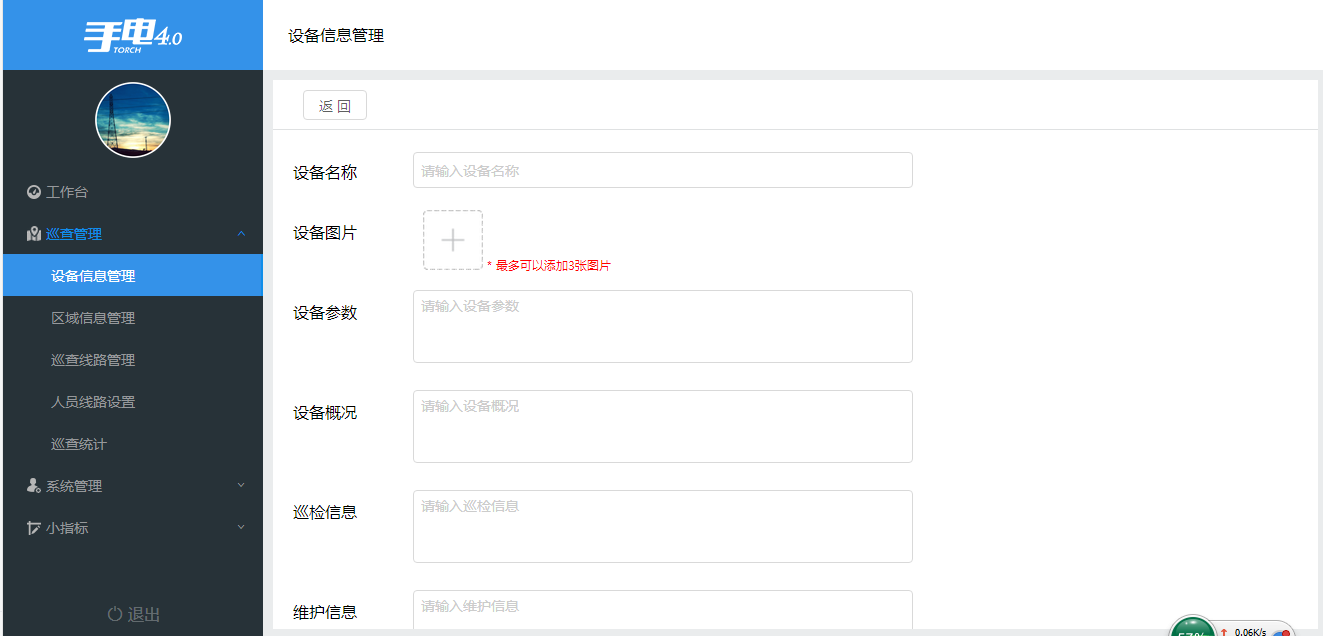 手电4.0
TORCH
设备信息管理
返 回
工作台
巡查管理
设备信息管理
区域信息管理
巡查线路管理
人员线路设置
巡查统计
系统管理
小指标
退出
设备名称
请输入设备名称
设备图片
* 最多可以添加3张图片
设备参数
请输入设备参数
设备概况
请输入设备概况
巡检信息
请输入巡检信息
维护信息
请输入维护信息
57%
0.06K/s